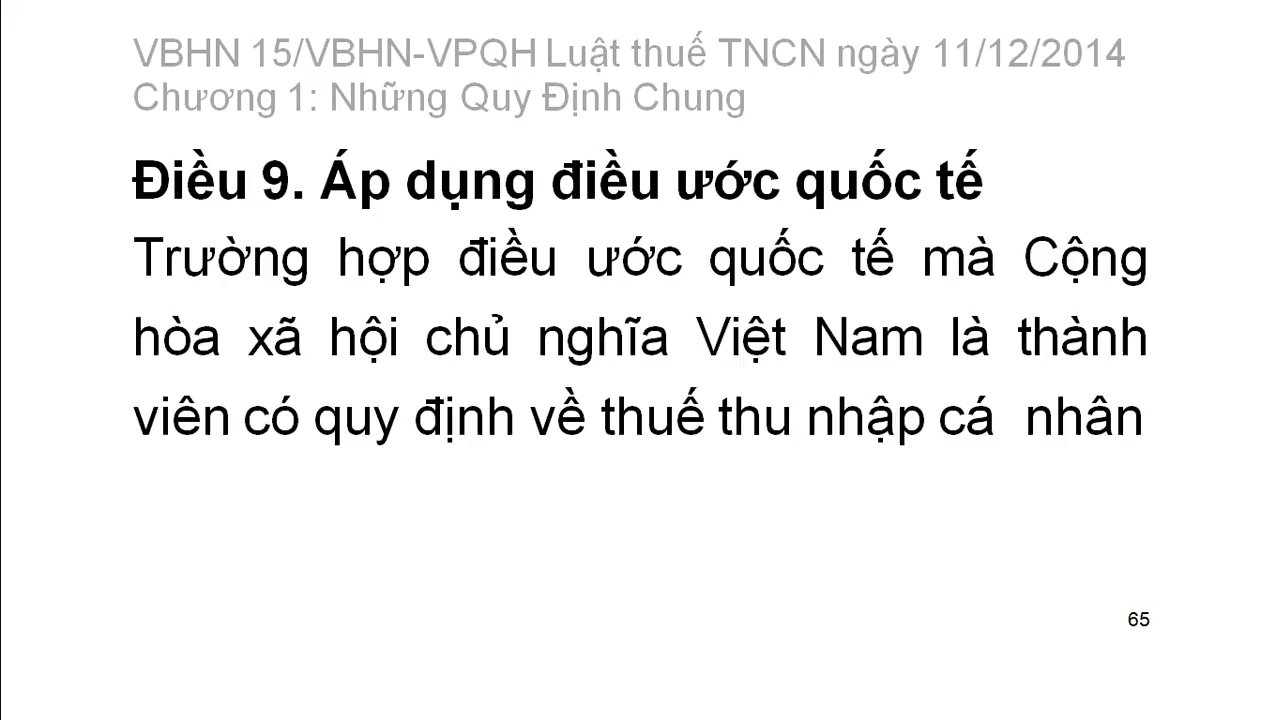 VBHN 15/VBHN-VPQH Luật thuế TNCN ngày 11/12/2014
Chương 1: Những Quy Định Chung
Điều 9. Áp dụng điều ước quốc tế
Trường hợp điều ước quốc tế mà Cộng
hòa xã hội chủ nghĩa Việt Nam là thành
viên có quy định về thuế thu nhập cá nhân
65